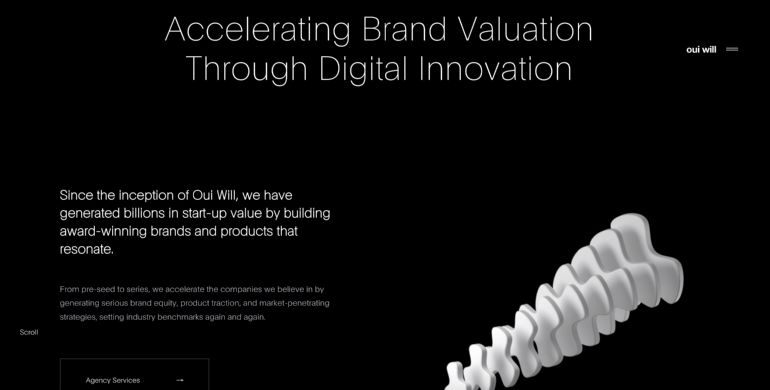 Accelerating Brand Valuation
Through Digital Innovation
oui will
Since the inception of Oui Will, we have
generated billions in start-up value by building
award-winning brands and products that
resonate.
From pre-seed to series, we accelerate the companies we believe in by
generating serious brand equity, product traction, and market-penetrating
strategies, setting industry benchmarks again and again.
Scroll
Agency Services →